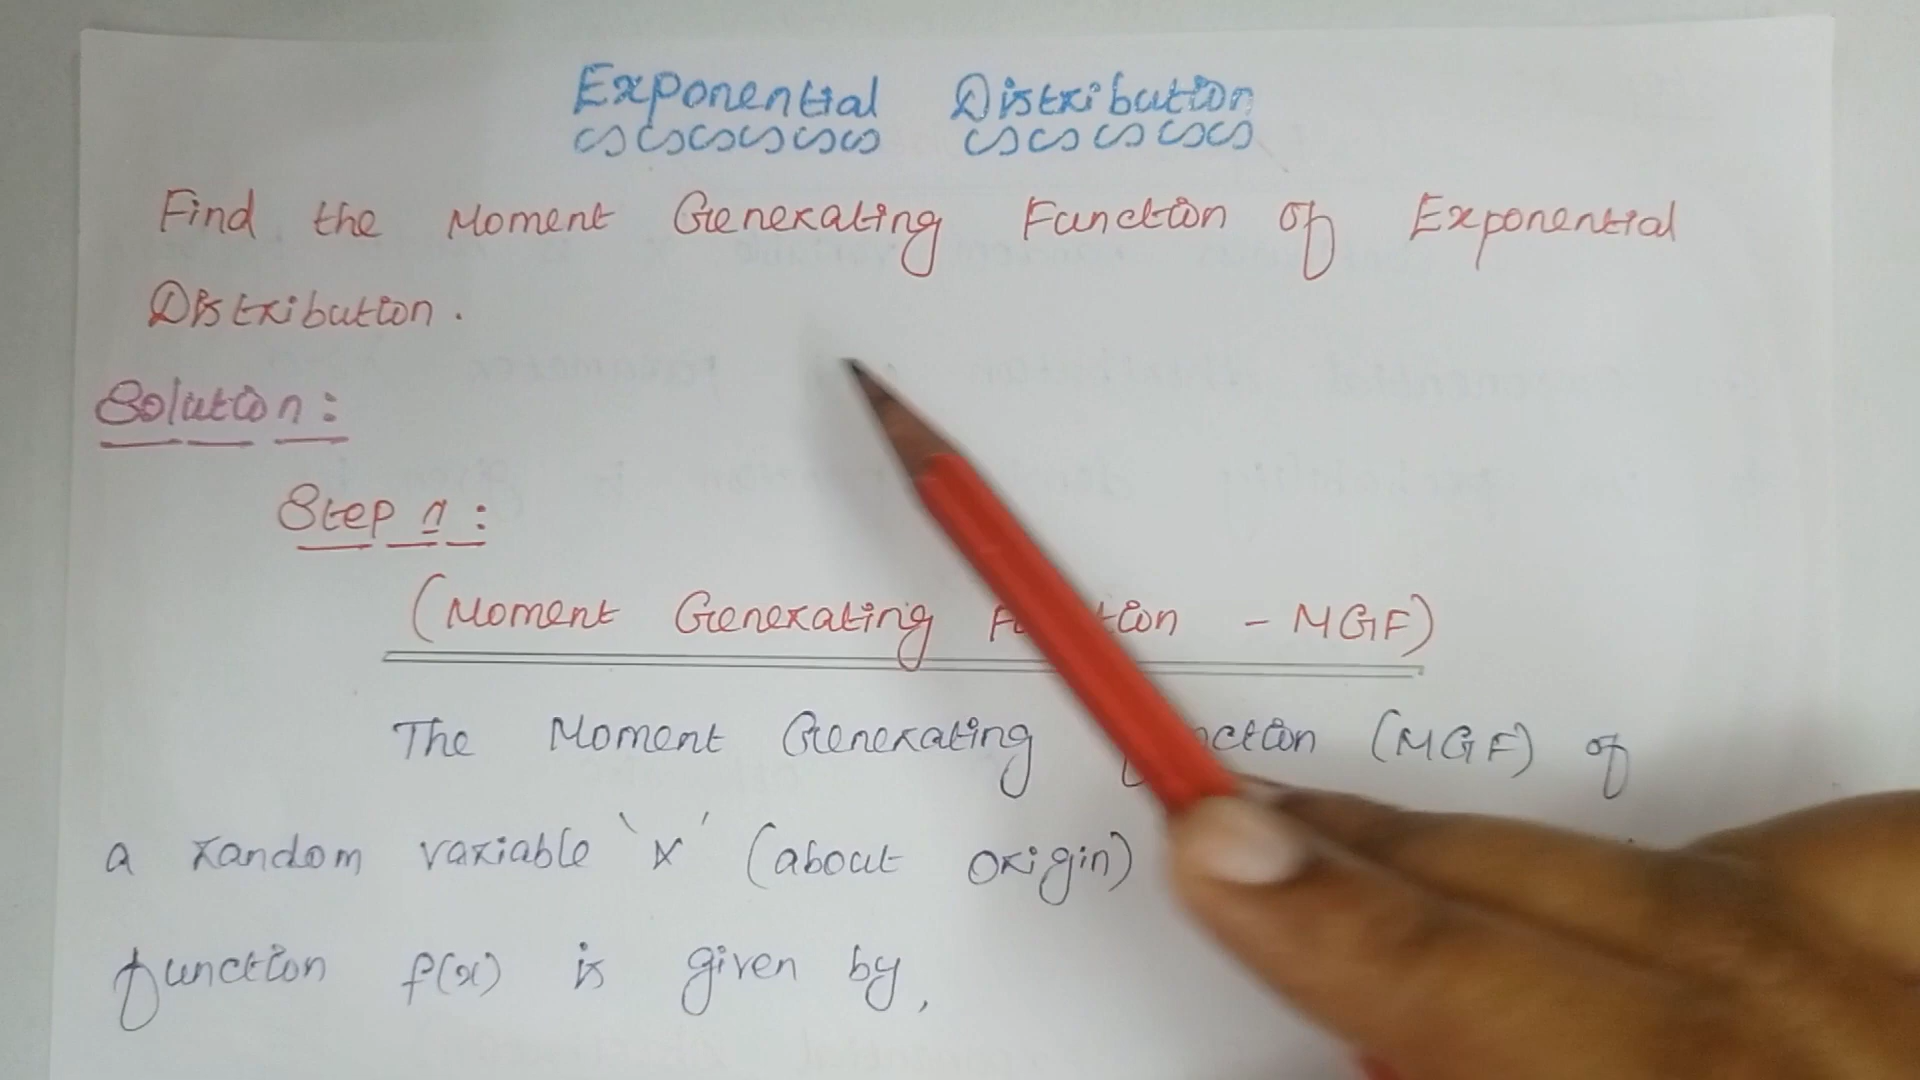 Exponential Distribution
Find the Moment Generating Function of Exponential
Distribution.
Solution:
Step 1:
(Moment Generating - MGF)
The Moment Generating (MGF) of
a random variable 'x' (about origin)
function f(x) is given by,